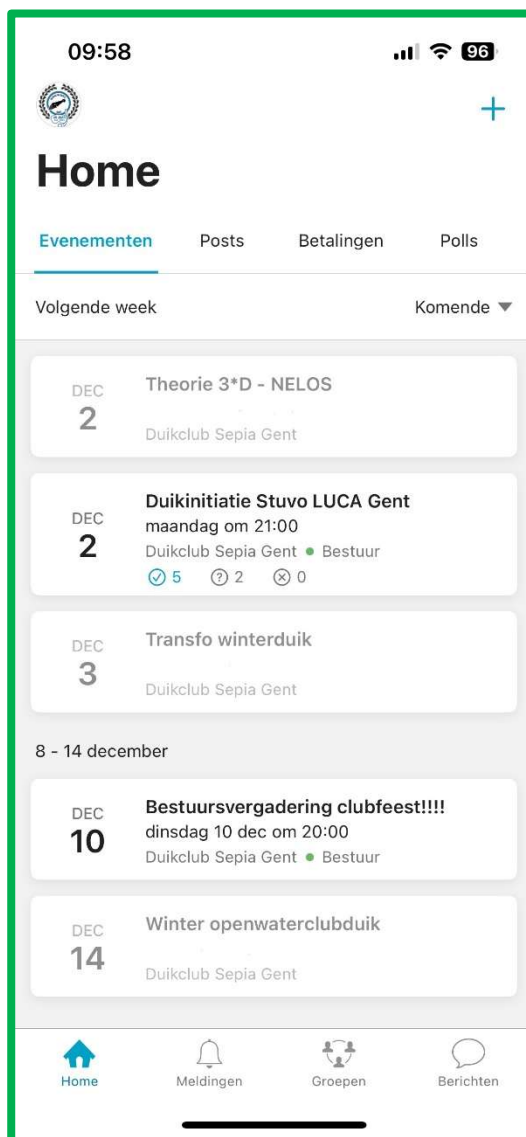 09:58
96
Home
Evenementen Posts Betalingen Polls
Volgende week Komende
DEC
2
Theorie 3*D - NELOS
Duikclub Sepia Gent
DEC
2
Duikinitiatie Stuvo LUCA Gent
maandag om 21:00
Duikclub Sepia Gent • Bestuur
5 2 0
DEC
3
Transfo winterduik
Duikclub Sepia Gent
8 - 14 december
DEC
10
Bestuursvergadering clubfeest!!!!
dinsdag 10 dec om 20:00
Duikclub Sepia Gent • Bestuur
DEC
14
Winter openwaterclubduik
Duikclub Sepia Gent
Home Meldingen Groepen Berichten